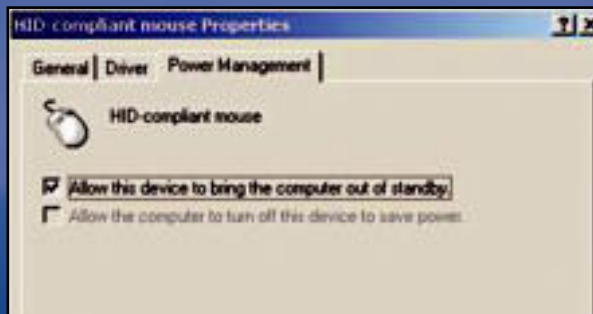 HID compliant mouse Properties
General Driver Power Management
HID-compliant mouse
Allow this device to bring the computer out of standby.
Allow the computer to turn off this device to save power.